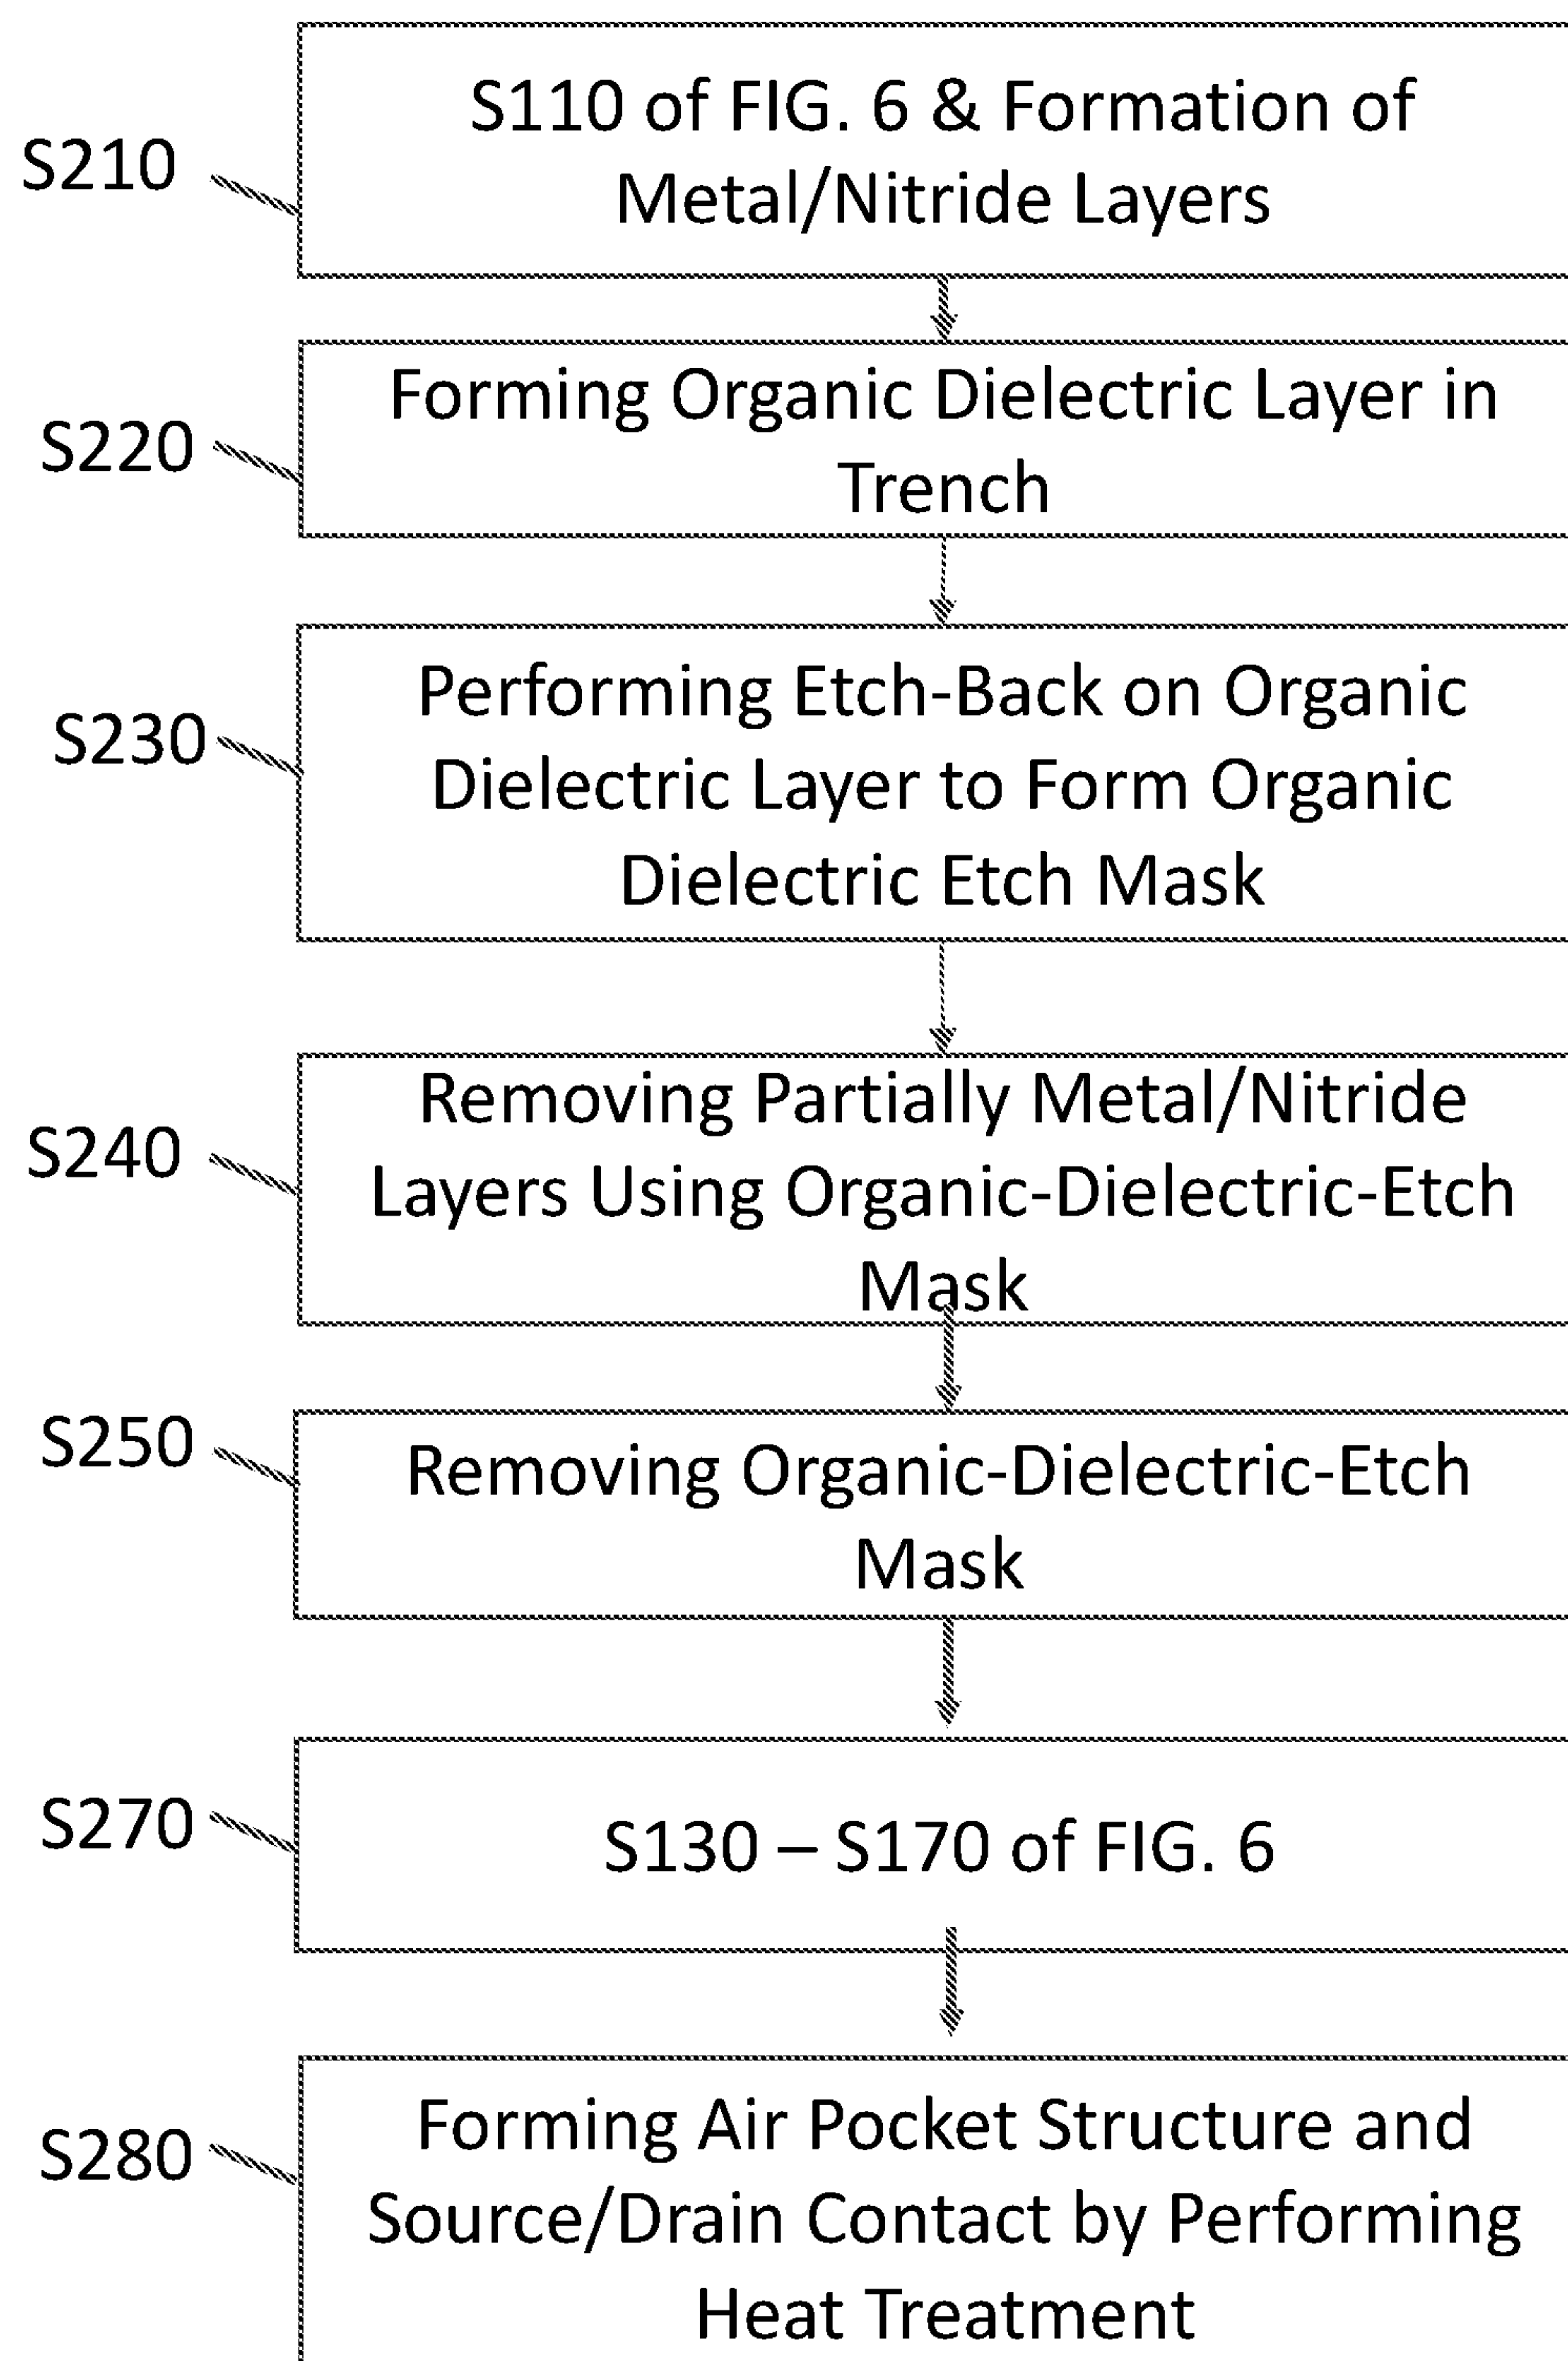 S210
S110 of FIG. 6 & Formation of
Metal/Nitride Layers
S220
Forming Organic Dielectric Layer in
Trench
S230
Performing Etch-Back on Organic
Dielectric Layer to Form Organic
Dielectric Etch Mask
S240
Removing Partially Metal/Nitride
Layers Using Organic-Dielectric-Etch
Mask
S250
Removing Organic-Dielectric-Etch
Mask
S270
S130 – S170 of FIG. 6
S280
Forming Air Pocket Structure and
Source/Drain Contact by Performing
Heat Treatment